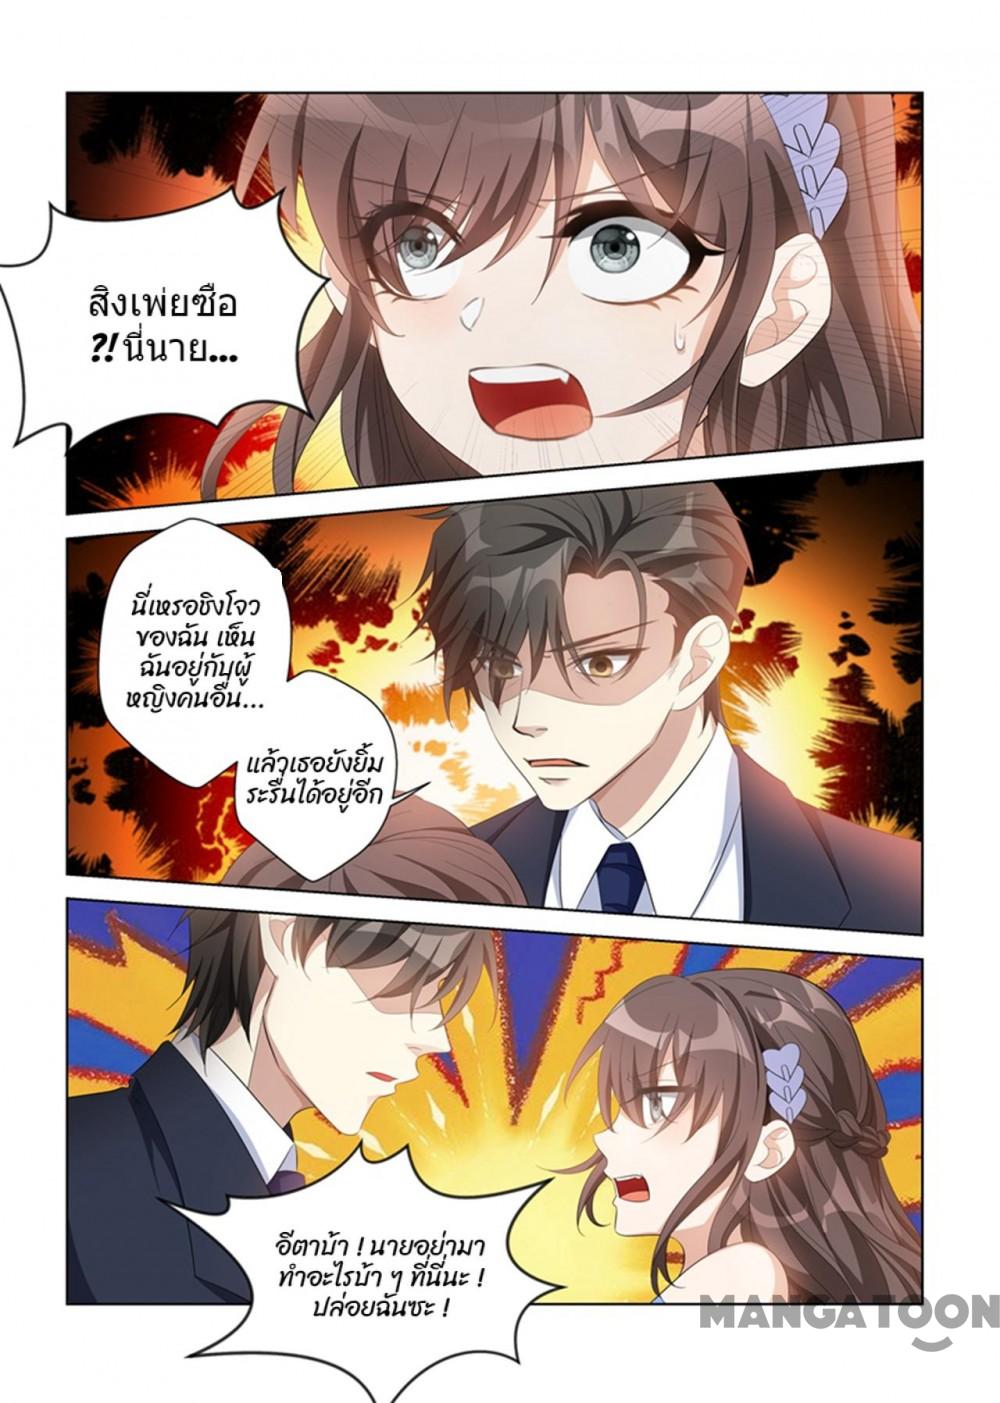 สิงเพ่ยซือ
?! นี่นาย...
นี่เหรอชิงโจว
ของฉัน เห็น
ฉันอยู่กับผู้
หญิงคนอื่น...
แล้วเธอยังยิ้ม
ระรื่นได้อยู่อีก
อีตาบ้า ! นายอย่ามา
ทำอะไรบ้า ๆ ที่นี่นะ !
ปล่อยฉันซะ !
MANGATOON